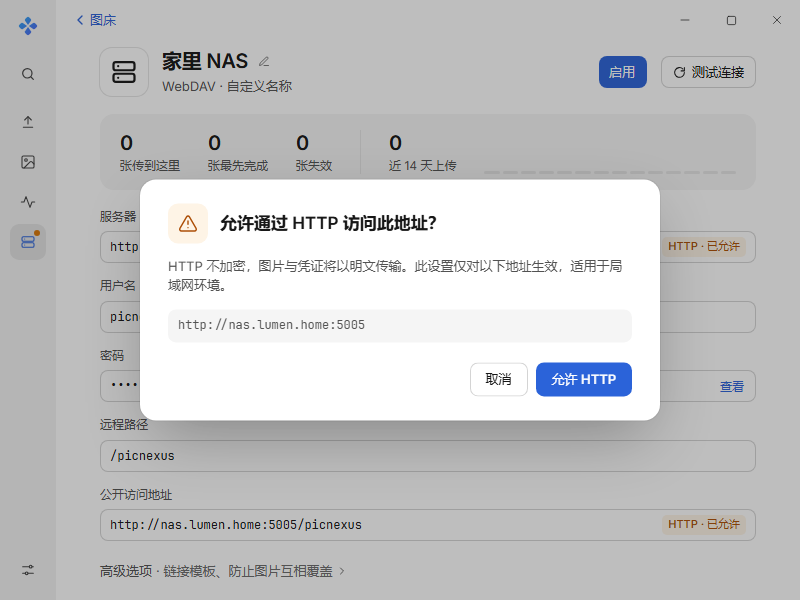 图床
家里 NAS
WebDAV · 自定义名称
启用
测试连接
0
张传到这里
0
张最先完成
0
张失效
0
近 14 天上传
服务器
http
HTTP · 已允许
用户名
picn
密码
••••
查看
允许通过 HTTP 访问此地址?
HTTP 不加密，图片与凭证将以明文传输。此设置仅对以下地址生效，适用于局
域网环境。
http://nas.lumen.home:5005
取消
允许 HTTP
远程路径
/picnexus
公开访问地址
http://nas.lumen.home:5005/picnexus
HTTP · 已允许
高级选项 · 链接模板、防止图片互相覆盖